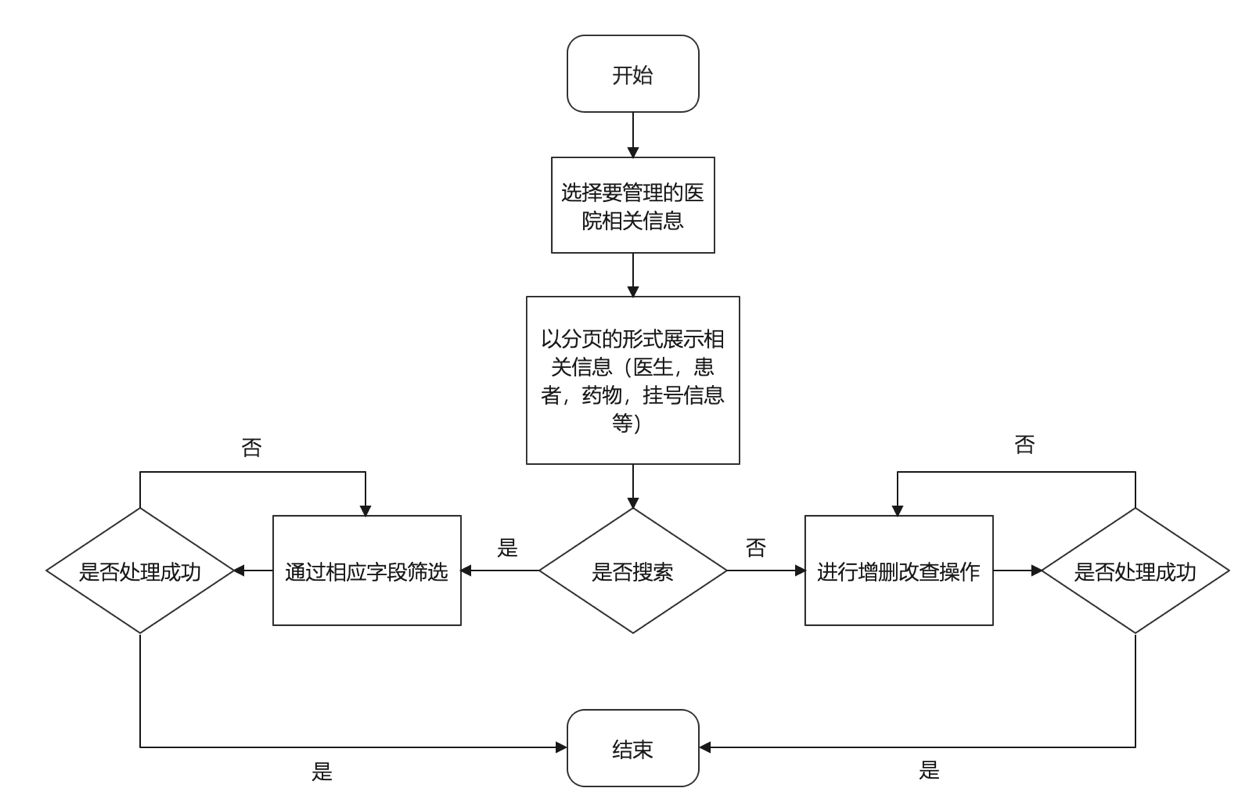 开始
选择要管理的医
院相关信息
以分页的形式展示相
关信息（医生，患
者，药物，挂号信息
等）
否
否
是
否
是否处理成功
通过相应字段筛选
是否搜索
进行增删改查操作
是否处理成功
结束
是
是